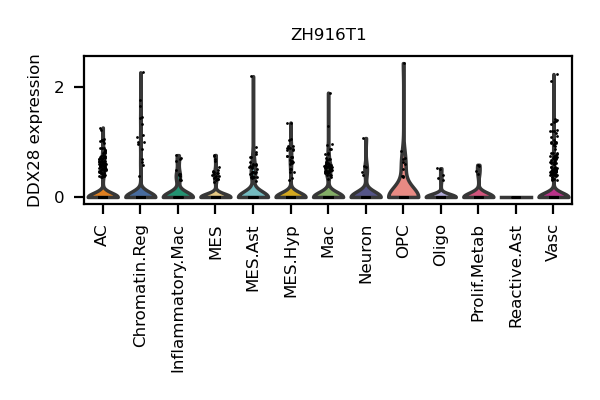 ZH916T1
DDX28 expression
2
0
AC
Chromatin.Reg
Inflammatory.Mac
MES
MES.Ast
MES.Hyp
Mac
Neuron
OPC
Oligo
Prolif.Metab
Reactive.Ast
Vasc